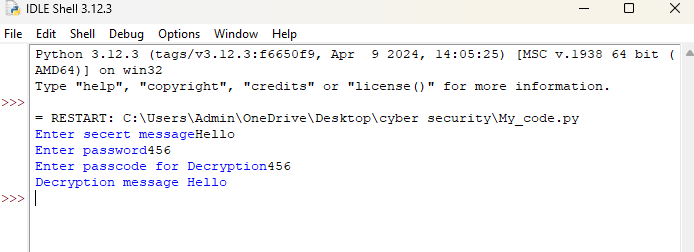 IDLE Shell 3.12.3
File Edit Shell Debug Options Window Help
Python 3.12.3 (tags/v3.12.3:f6650f9, Apr  9 2024, 14:05:25) [MSC v.1938 64 bit (
AMD64)] on win32
Type "help", "copyright", "credits" or "license()" for more information.
>>>
= RESTART: C:\Users\Admin\OneDrive\Desktop\cyber security\My_code.py
Enter secert messageHello
Enter password456
Enter passcode for Decryption456
Decryption message Hello
>>>